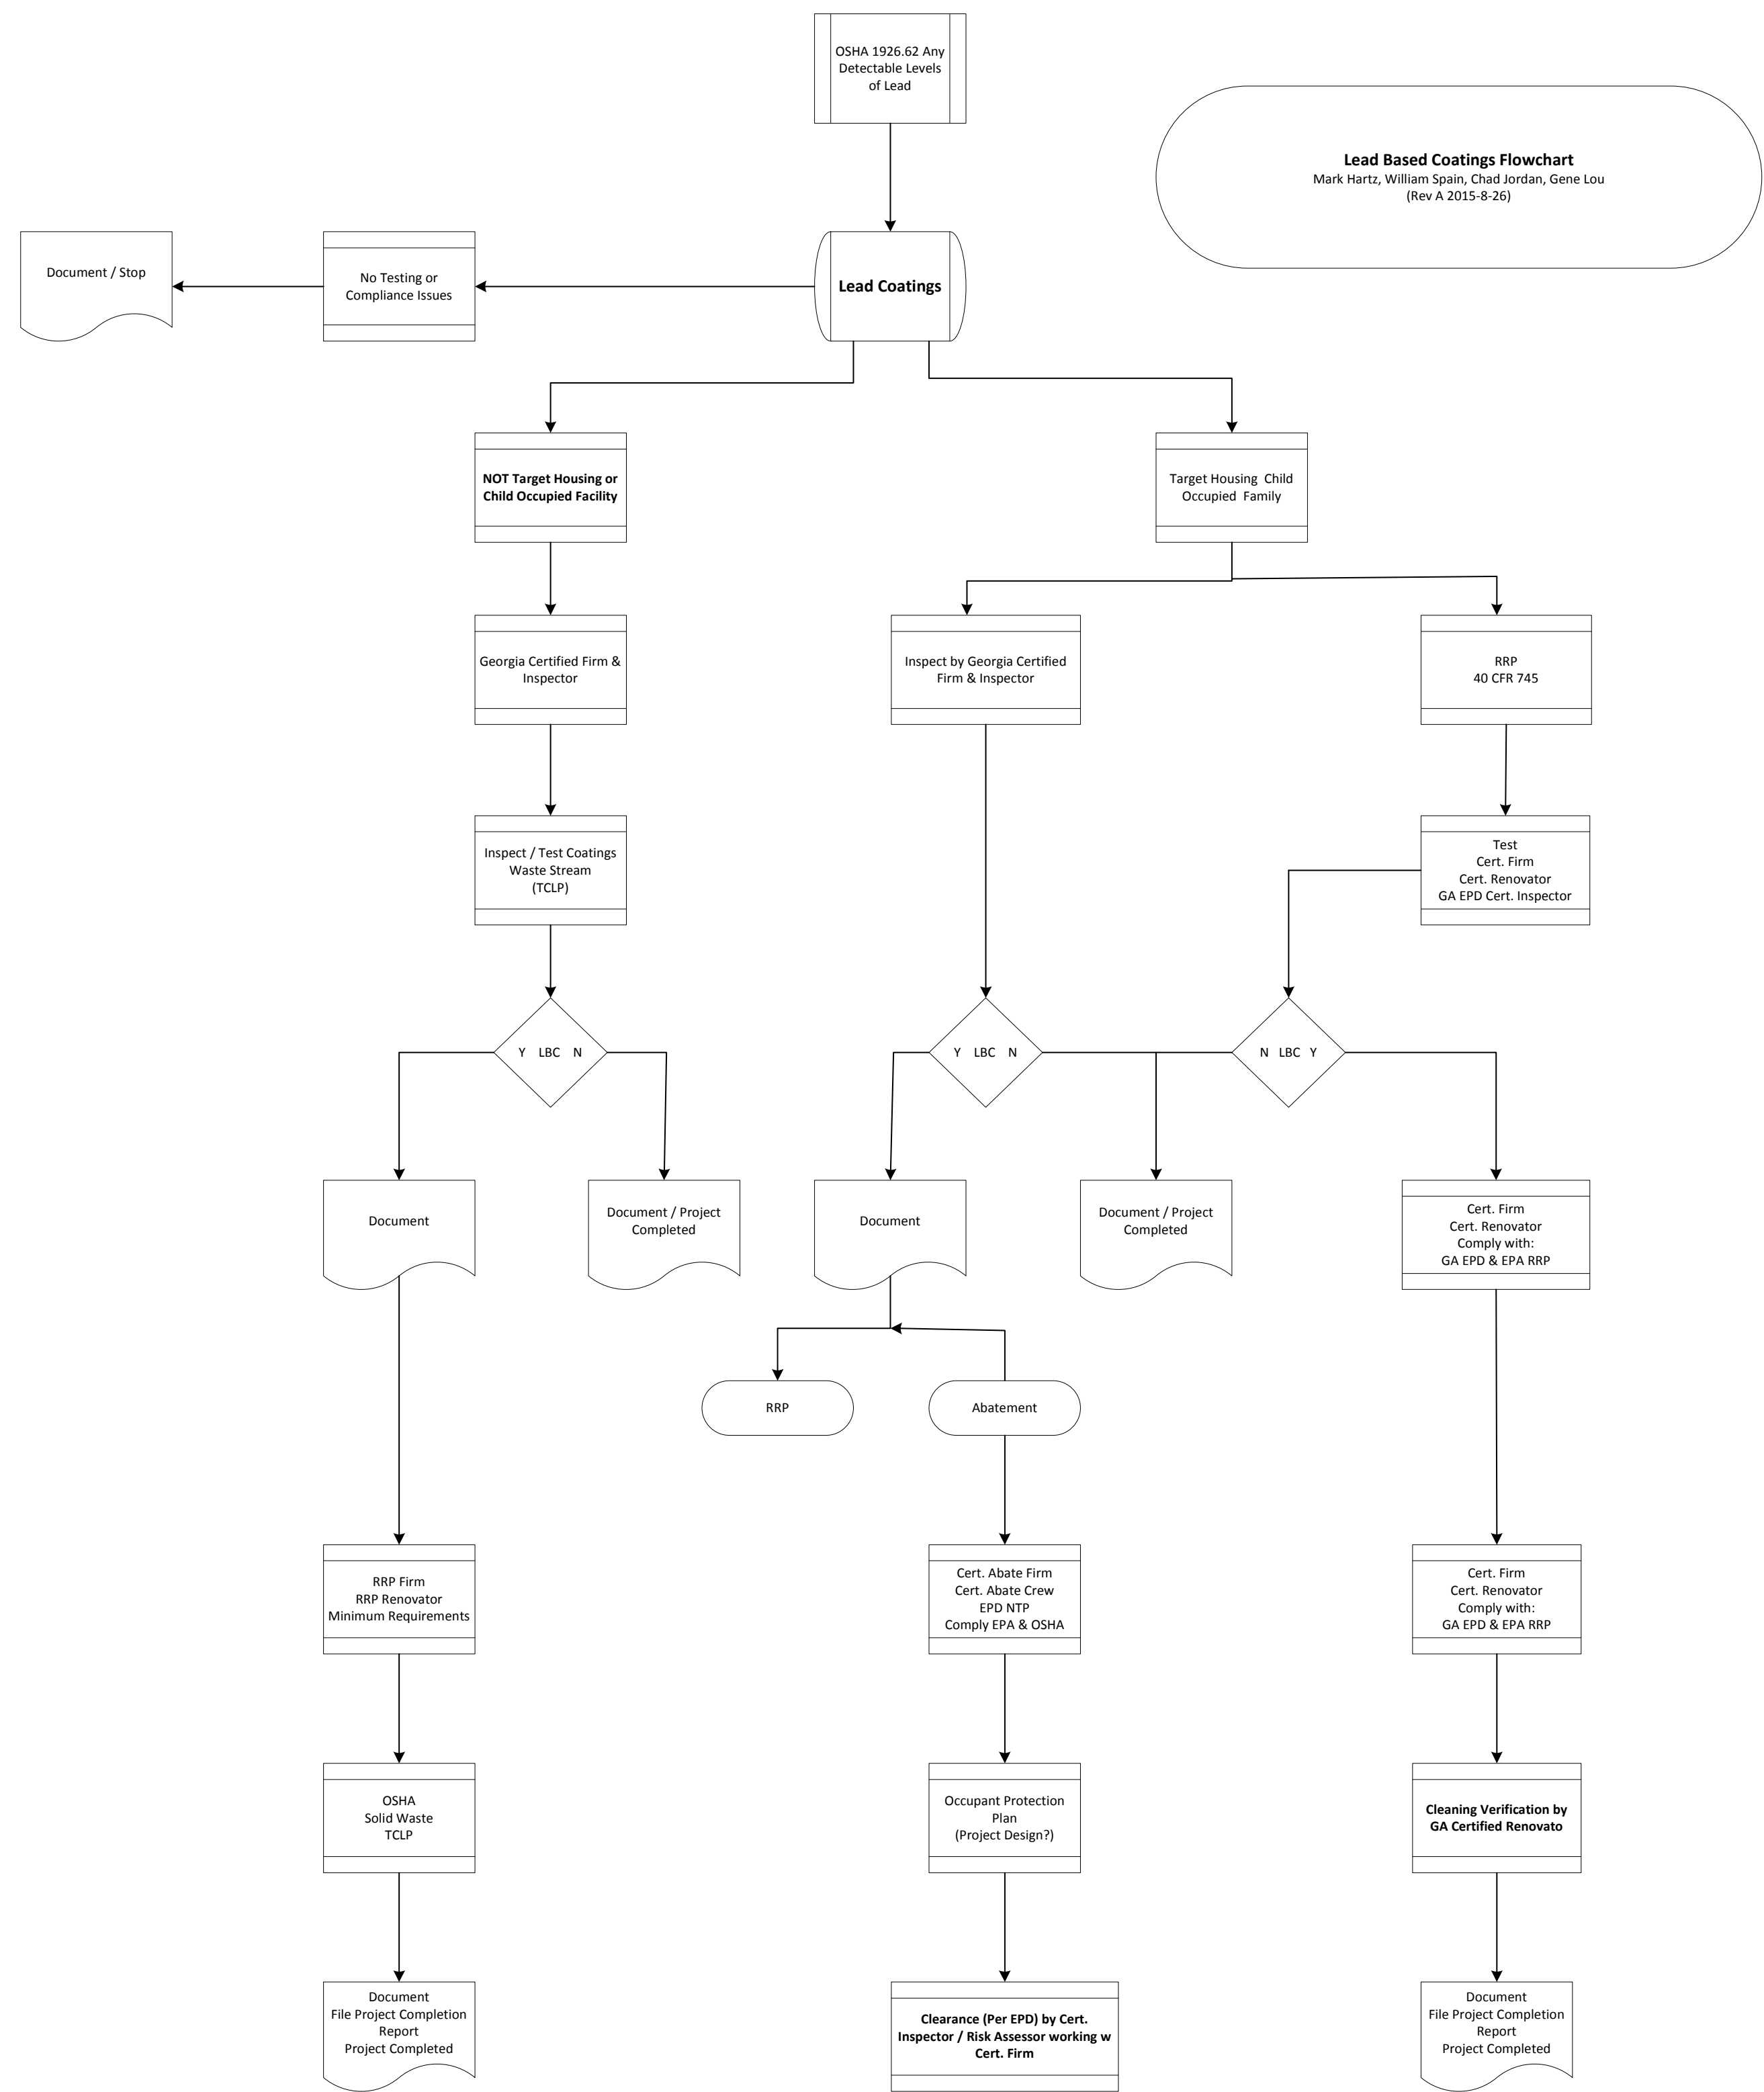 OSHA 1926.62 Any
Detectable Levels
of Lead
Lead Based Coatings Flowchart
Mark Hartz, William Spain, Chad Jordan, Gene Lou
(Rev A 2015-8-26)
Document / Stop
No Testing or
Compliance Issues
Lead Coatings
NOT Target Housing or
Child Occupied Facility
Target Housing Child
Occupied Family
Georgia Certified Firm &
Inspector
Inspect by Georgia Certified
Firm & Inspector
RRP
40 CFR 745
Inspect / Test Coatings
Waste Stream
(TCLP)
Test
Cert. Firm
Cert. Renovator
GA EPD Cert. Inspector
Y LBC N
Y LBC N
N LBC Y
Document
Document / Project
Completed
Document
Document / Project
Completed
Cert. Firm
Cert. Renovator
Comply with:
GA EPD & EPA RRP
RRP
Abatement
RRP Firm
RRP Renovator
Minimum Requirements
Cert. Abate Firm
Cert. Abate Crew
EPD NTP
Comply EPA & OSHA
Cert. Firm
Cert. Renovator
Comply with:
GA EPD & EPA RRP
OSHA
Solid Waste
TCLP
Occupant Protection
Plan
(Project Design?)
Cleaning Verification by
GA Certified Renovato
Document
File Project Completion
Report
Project Completed
Clearance (Per EPD) by Cert.
Inspector / Risk Assessor working w
Cert. Firm
Document
File Project Completion
Report
Project Completed